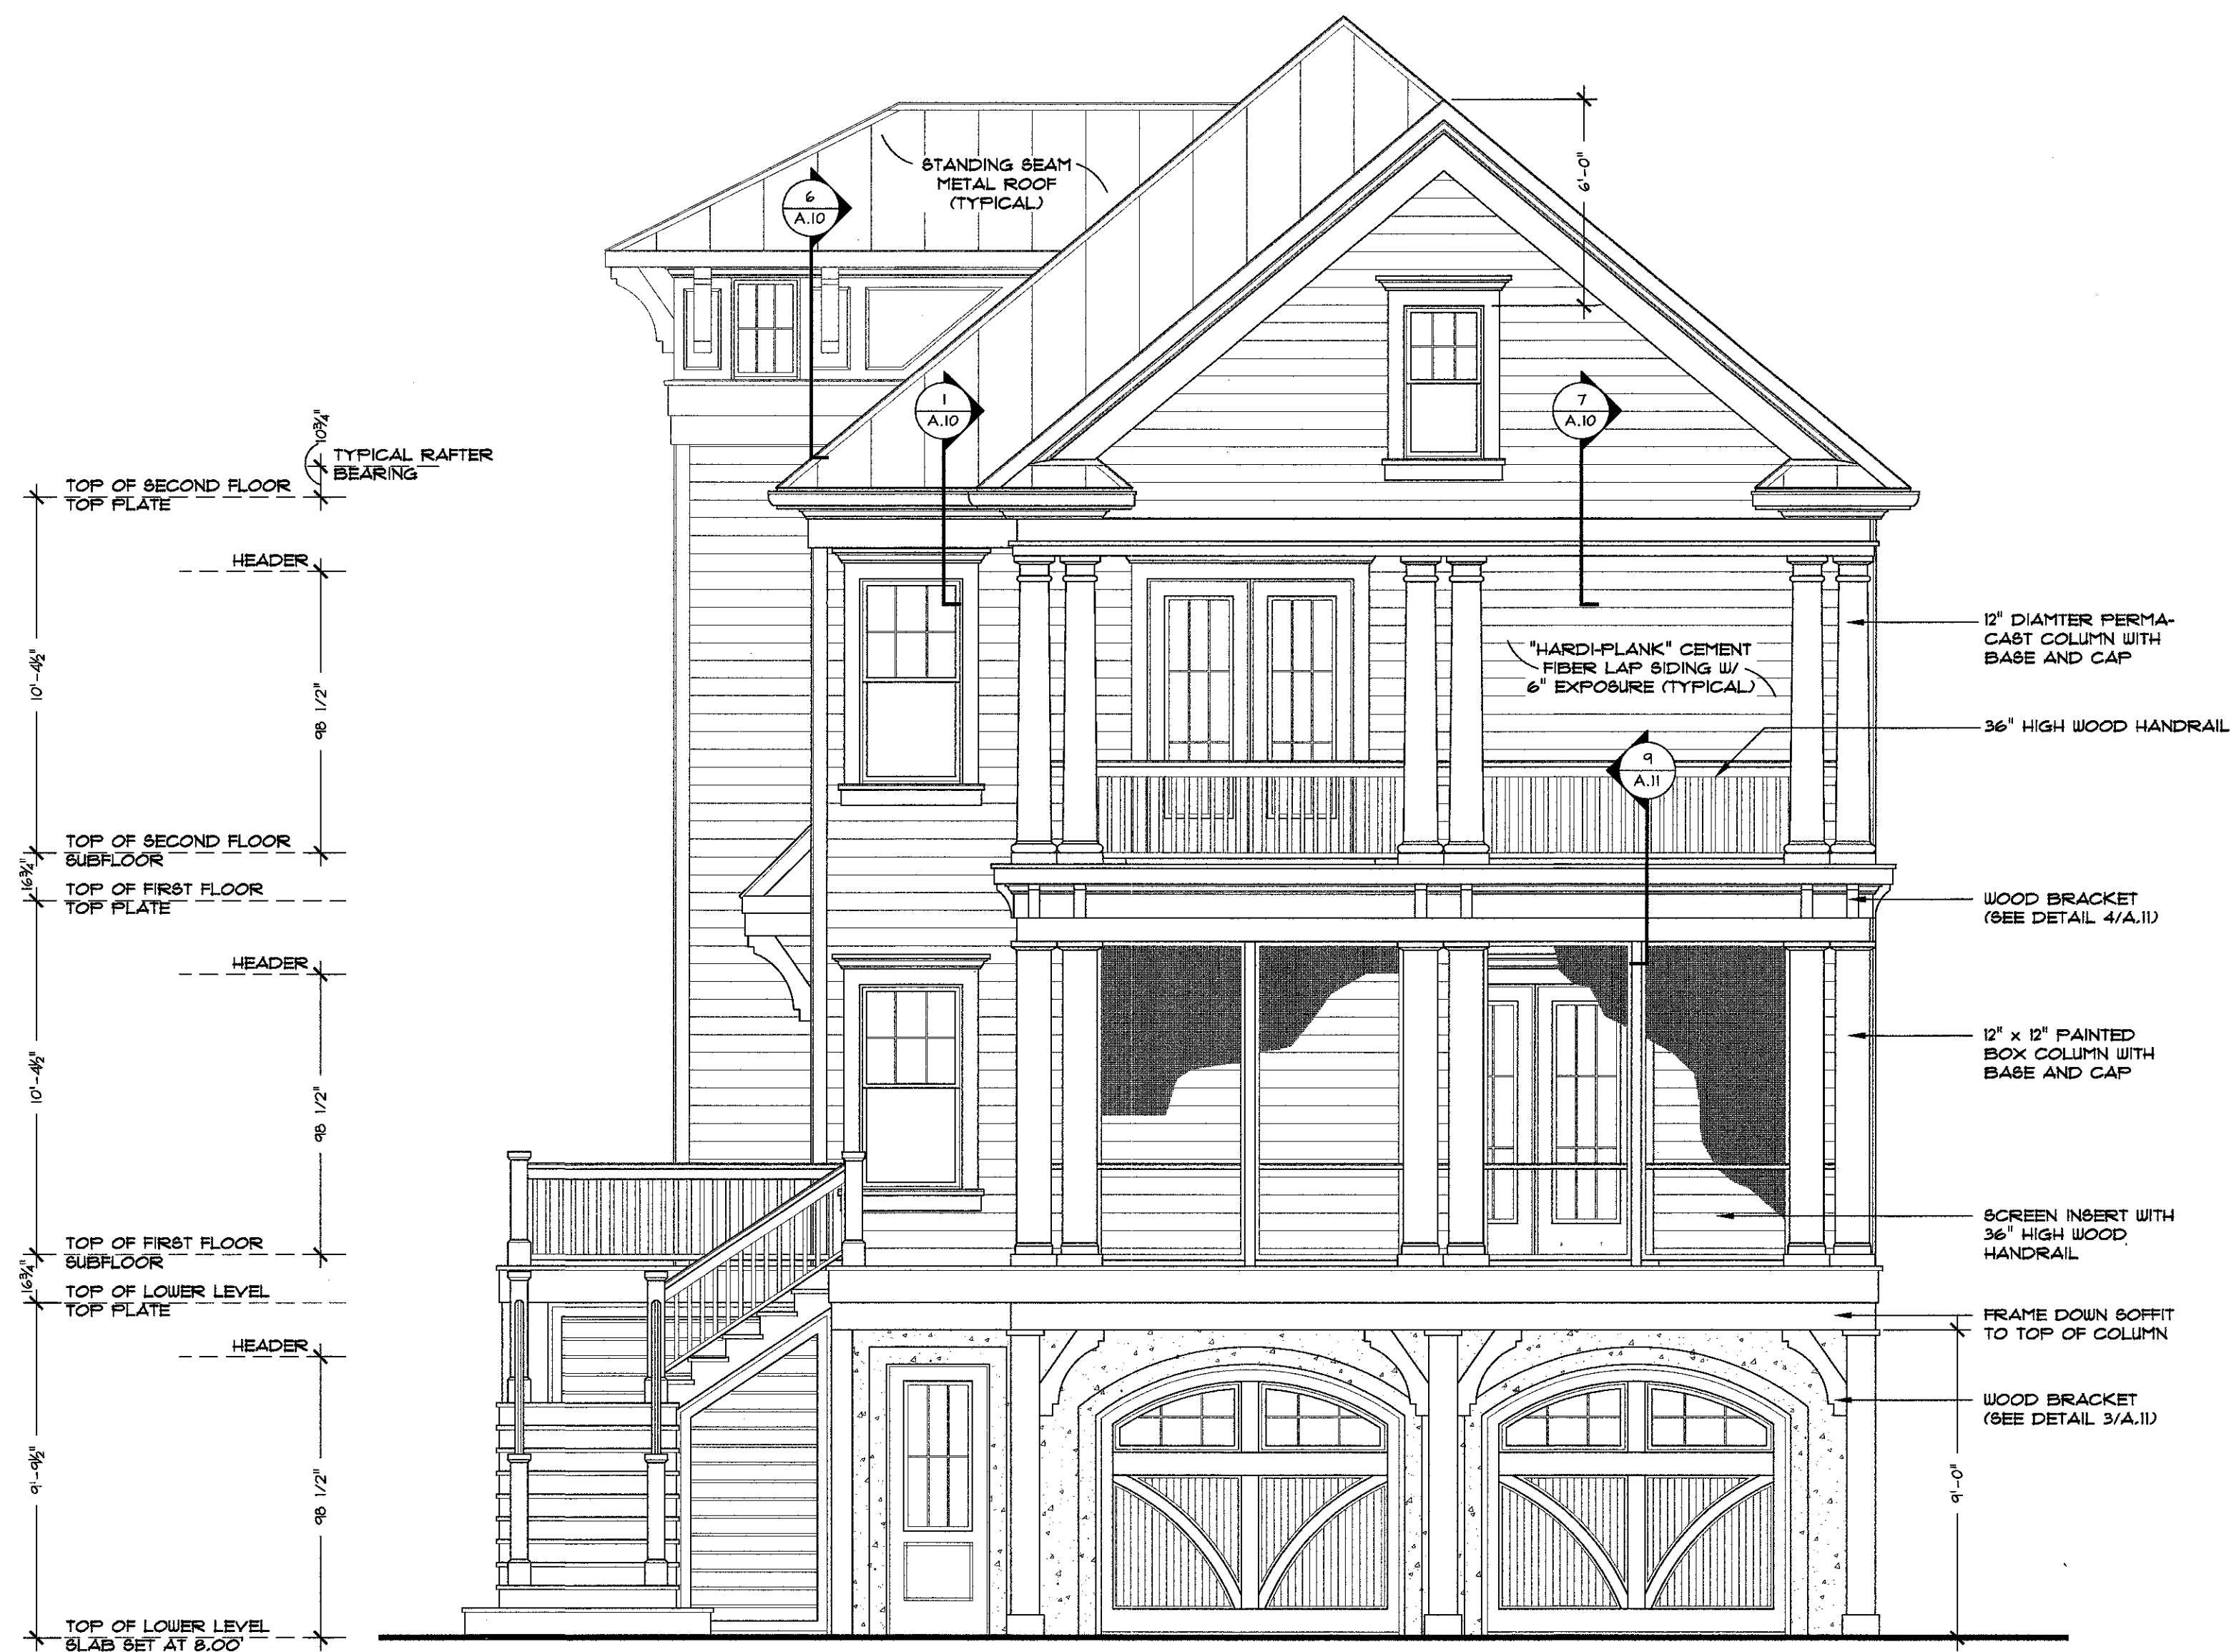 6'-0"
STANDING SEAM
METAL ROOF
(TYPICAL)
6
A.10
1
A.10
7
A.10
10¾"
TYPICAL RAFTER
BEARING
TOP OF SECOND FLOOR
TOP PLATE
HEADER
10'-4½"
98 1/2"
12" DIAMTER PERMA-
CAST COLUMN WITH
BASE AND CAP
"HARDI-PLANK" CEMENT
FIBER LAP SIDING W/
6" EXPOSURE (TYPICAL)
36" HIGH WOOD HANDRAIL
9
A.11
TOP OF SECOND FLOOR
SUBFLOOR
16¾"
TOP OF FIRST FLOOR
TOP PLATE
WOOD BRACKET
(SEE DETAIL 4/A.11)
HEADER
10'-4½"
98 1/2"
12" x 12" PAINTED
BOX COLUMN WITH
BASE AND CAP
SCREEN INSERT WITH
36" HIGH WOOD
HANDRAIL
TOP OF FIRST FLOOR
SUBFLOOR
16¾"
TOP OF LOWER LEVEL
TOP PLATE
FRAME DOWN SOFFIT
TO TOP OF COLUMN
HEADER
WOOD BRACKET
(SEE DETAIL 3/A.11)
9'-9½"
98 1/2"
9'-0"
TOP OF LOWER LEVEL
SLAB SET AT 8.00'